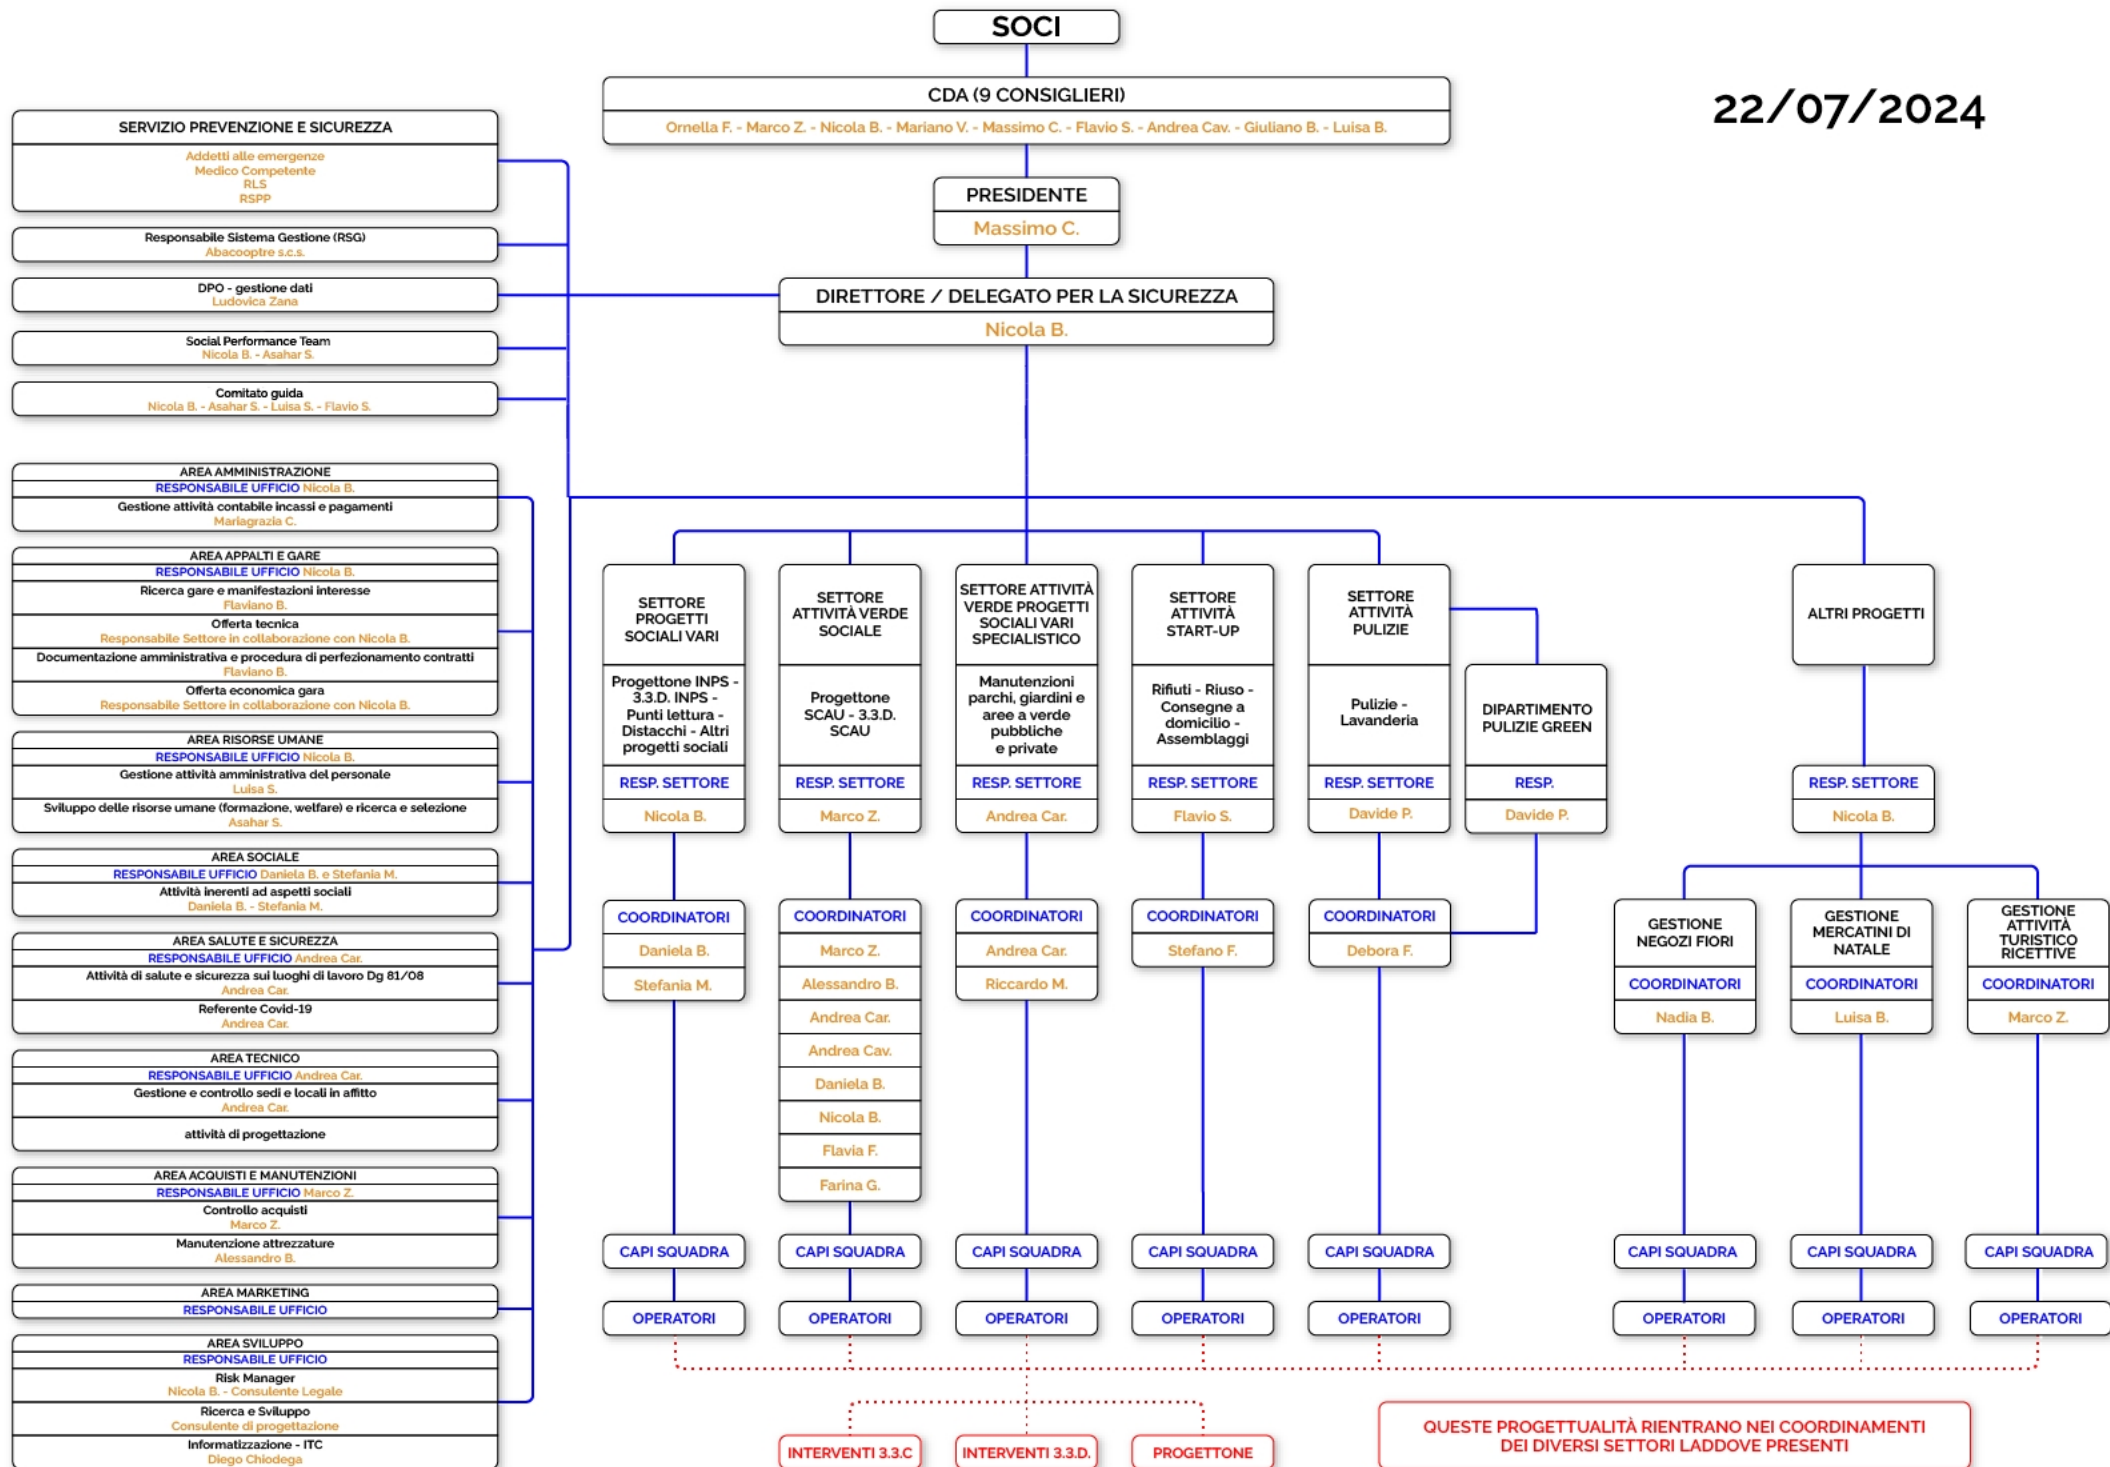 SOCI
CDA (9 CONSIGLIERI)
Ornella F. - Marco Z. - Nicola B. - Mariano V. - Massimo C. - Flavio S. - Andrea Cav. - Giuliano B. - Luisa B.
22/07/2024
PRESIDENTE
Massimo C.
DIRETTORE / DELEGATO PER LA SICUREZZA
Nicola B.
SERVIZIO PREVENZIONE E SICUREZZA
Addetti alle emergenze
Medico Competente
RLS
RSPP
Responsabile Sistema Gestione (RSG)
Abacooptre s.c.s.
DPO - gestione dati
Ludovica Zana
Social Performance Team
Nicola B. - Asahar S.
Comitato guida
Nicola B. - Asahar S. - Luisa S. - Flavio S.
AREA AMMINISTRAZIONE
RESPONSABILE UFFICIO Nicola B.
Gestione attività contabile incassi e pagamenti
Mariagrazia C.
AREA APPALTI E GARE
RESPONSABILE UFFICIO Nicola B.
Ricerca gare e manifestazioni interesse
Flaviano B.
Offerta tecnica
Responsabile Settore in collaborazione con Nicola B.
Documentazione amministrativa e procedura di perfezionamento contratti
Flaviano B.
Offerta economica gara
Responsabile Settore in collaborazione con Nicola B.
AREA RISORSE UMANE
RESPONSABILE UFFICIO Nicola B.
Gestione attività amministrativa del personale
Luisa S.
Sviluppo delle risorse umane (formazione, welfare) e ricerca e selezione
Asahar S.
AREA SOCIALE
RESPONSABILE UFFICIO Daniela B. e Stefania M.
Attività inerenti ad aspetti sociali
Daniela B. - Stefania M.
AREA SALUTE E SICUREZZA
RESPONSABILE UFFICIO Andrea Car.
Attività di salute e sicurezza sui luoghi di lavoro Dg 81/08
Andrea Car.
Referente Covid-19
Andrea Car.
AREA TECNICO
RESPONSABILE UFFICIO Andrea Car.
Gestione e controllo sedi e locali in affitto
Andrea Car.
attività di progettazione
AREA ACQUISTI E MANUTENZIONI
RESPONSABILE UFFICIO Marco Z.
Controllo acquisti
Marco Z.
Manutenzione attrezzature
Alessandro B.
AREA MARKETING
RESPONSABILE UFFICIO
AREA SVILUPPO
RESPONSABILE UFFICIO
Risk Manager
Nicola B. - Consulente Legale
Ricerca e Sviluppo
Consulente di progettazione
Informatizzazione - ITC
Diego Chiodega
SETTORE
PROGETTI
SOCIALI VARI
Progettone INPS -
3.3.D. INPS -
Punti lettura -
Distacchi - Altri
progetti sociali
RESP. SETTORE
Nicola B.
COORDINATORI
Daniela B.
Stefania M.
CAPI SQUADRA
OPERATORI
SETTORE
ATTIVITÀ VERDE
SOCIALE
Progettone
SCAU - 3.3.D.
SCAU
RESP. SETTORE
Marco Z.
COORDINATORI
Marco Z.
Alessandro B.
Andrea Car.
Andrea Cav.
Daniela B.
Nicola B.
Flavia F.
Farina G.
CAPI SQUADRA
OPERATORI
SETTORE ATTIVITÀ
VERDE PROGETTI
SOCIALI VARI
SPECIALISTICO
Manutenzioni
parchi, giardini e
aree a verde
pubbliche
e private
RESP. SETTORE
Andrea Car.
COORDINATORI
Andrea Car.
Riccardo M.
CAPI SQUADRA
OPERATORI
SETTORE
ATTIVITÀ
START-UP
Rifiuti - Riuso -
Consegne a
domicilio -
Assemblaggi
RESP. SETTORE
Flavio S.
COORDINATORI
Stefano F.
CAPI SQUADRA
OPERATORI
SETTORE
ATTIVITÀ
PULIZIE
Pulizie -
Lavanderia
RESP. SETTORE
Davide P.
COORDINATORI
Debora F.
CAPI SQUADRA
OPERATORI
DIPARTIMENTO
PULIZIE GREEN
RESP.
Davide P.
ALTRI PROGETTI
RESP. SETTORE
Nicola B.
GESTIONE
NEGOZI FIORI
COORDINATORI
Nadia B.
CAPI SQUADRA
OPERATORI
GESTIONE
MERCATINI DI
NATALE
COORDINATORI
Luisa B.
CAPI SQUADRA
OPERATORI
GESTIONE
ATTIVITÀ
TURISTICO
RICETTIVE
COORDINATORI
Marco Z.
CAPI SQUADRA
OPERATORI
INTERVENTI 3.3.C
INTERVENTI 3.3.D.
PROGETTONE
QUESTE PROGETTUALITÀ RIENTRANO NEI COORDINAMENTI
DEI DIVERSI SETTORI LADDOVE PRESENTI